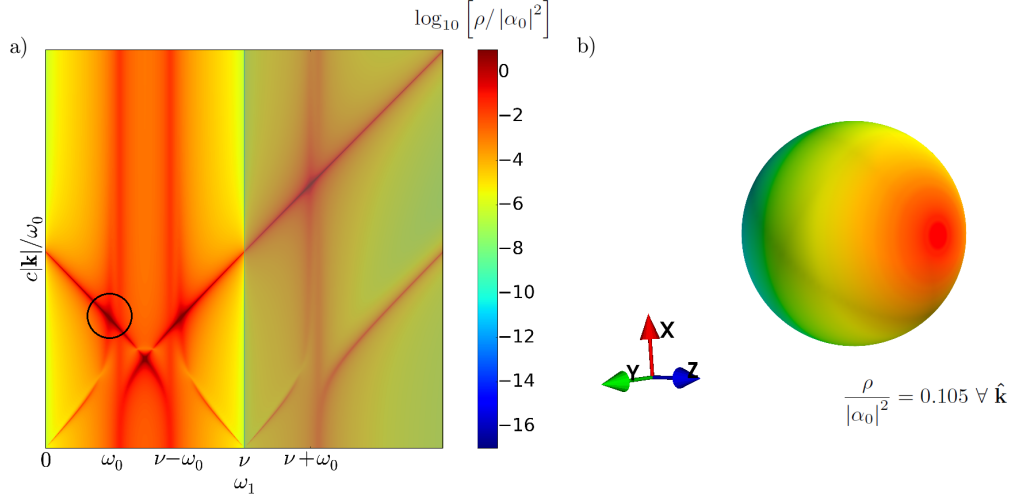 log₁₀ [ρ/|α₀|²]
a)
b)
0
−2
−4
−6
−8
−10
−12
−14
−16
c|k|/ω₀
0
ω₀
ν−ω₀
ν
ν+ω₀
ω₁
X
Y
Z
ρ/|α₀|² = 0.105 ∀ k̂